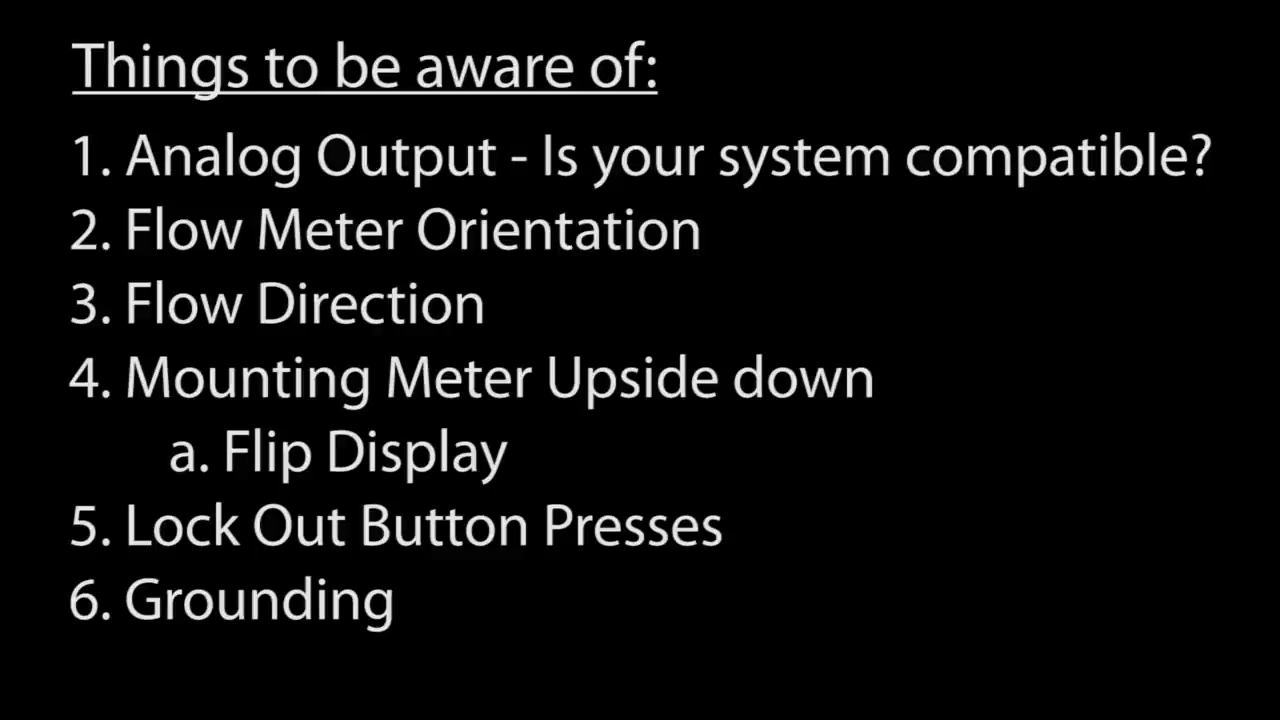 Things to be aware of:
1. Analog Output - Is your system compatible?
2. Flow Meter Orientation
3. Flow Direction
4. Mounting Meter Upside down
a. Flip Display
5. Lock Out Button Presses
6. Grounding